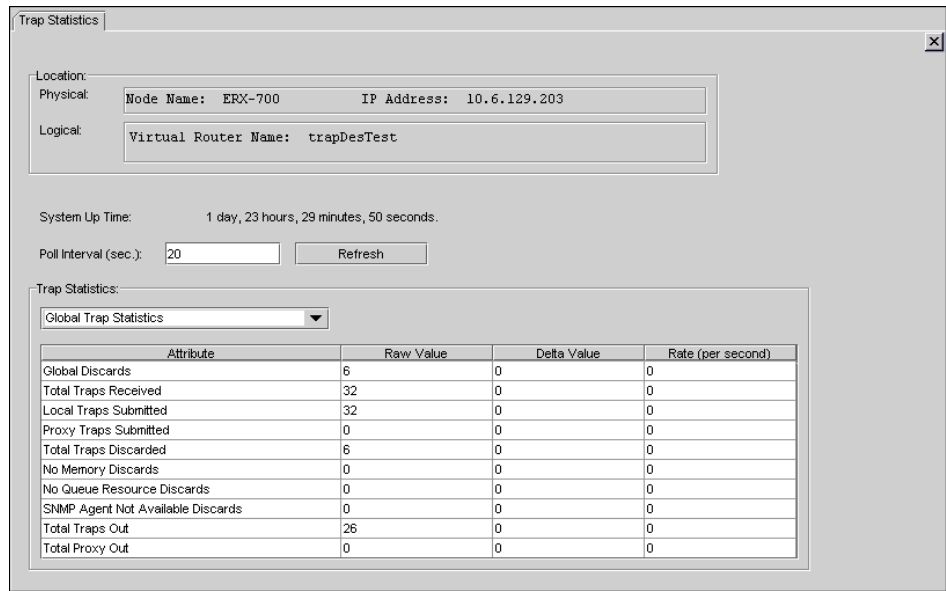 Trap Statistics
Location:
Physical: Node Name: ERX-700 IP Address: 10.6.129.203
Logical: Virtual Router Name: trapDesTest
System Up Time: 1 day, 23 hours, 29 minutes, 50 seconds.
Poll Interval (sec.): 20 Refresh
Trap Statistics:
Global Trap Statistics
Attribute Raw Value Delta Value Rate (per second)
Global Discards 6 0 0
Total Traps Received 32 0 0
Local Traps Submitted 32 0 0
Proxy Traps Submitted 0 0 0
Total Traps Discarded 6 0 0
No Memory Discards 0 0 0
No Queue Resource Discards 0 0 0
SNMP Agent Not Available Discards 0 0 0
Total Traps Out 26 0 0
Total Proxy Out 0 0 0